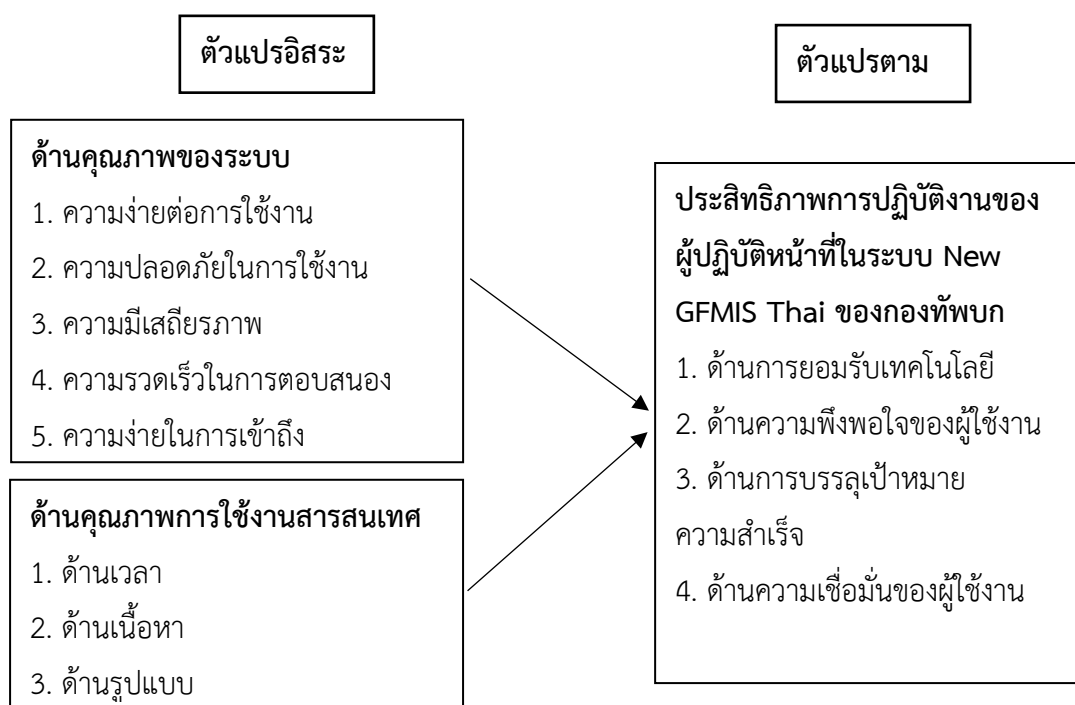 ตัวแปรอิสระ
ตัวแปรตาม
ด้านคุณภาพของระบบ
1. ความง่ายต่อการใช้งาน
2. ความปลอดภัยในการใช้งาน
3. ความมีเสถียรภาพ
4. ความรวดเร็วในการตอบสนอง
5. ความง่ายในการเข้าถึง
ด้านคุณภาพการใช้งานสารสนเทศ
1. ด้านเวลา
2. ด้านเนื้อหา
3. ด้านรูปแบบ
ประสิทธิภาพการปฏิบัติงานของ
ผู้ปฏิบัติหน้าที่ในระบบ New
GFMIS Thai ของกองทัพบก
1. ด้านการยอมรับเทคโนโลยี
2. ด้านความพึงพอใจของผู้ใช้งาน
3. ด้านการบรรลุเป้าหมาย
ความสำเร็จ
4. ด้านความเชื่อมั่นของผู้ใช้งาน